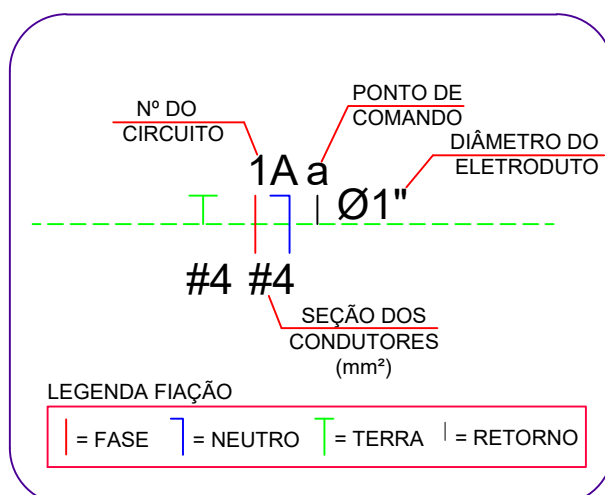 Nº DO
CIRCUITO
PONTO DE
COMANDO
DIÂMETRO DO
ELETRODUTO
1A a
Ø1"
#4 #4
SEÇÃO DOS
CONDUTORES
(mm²)
LEGENDA FIAÇÃO
= FASE = NEUTRO = TERRA = RETORNO